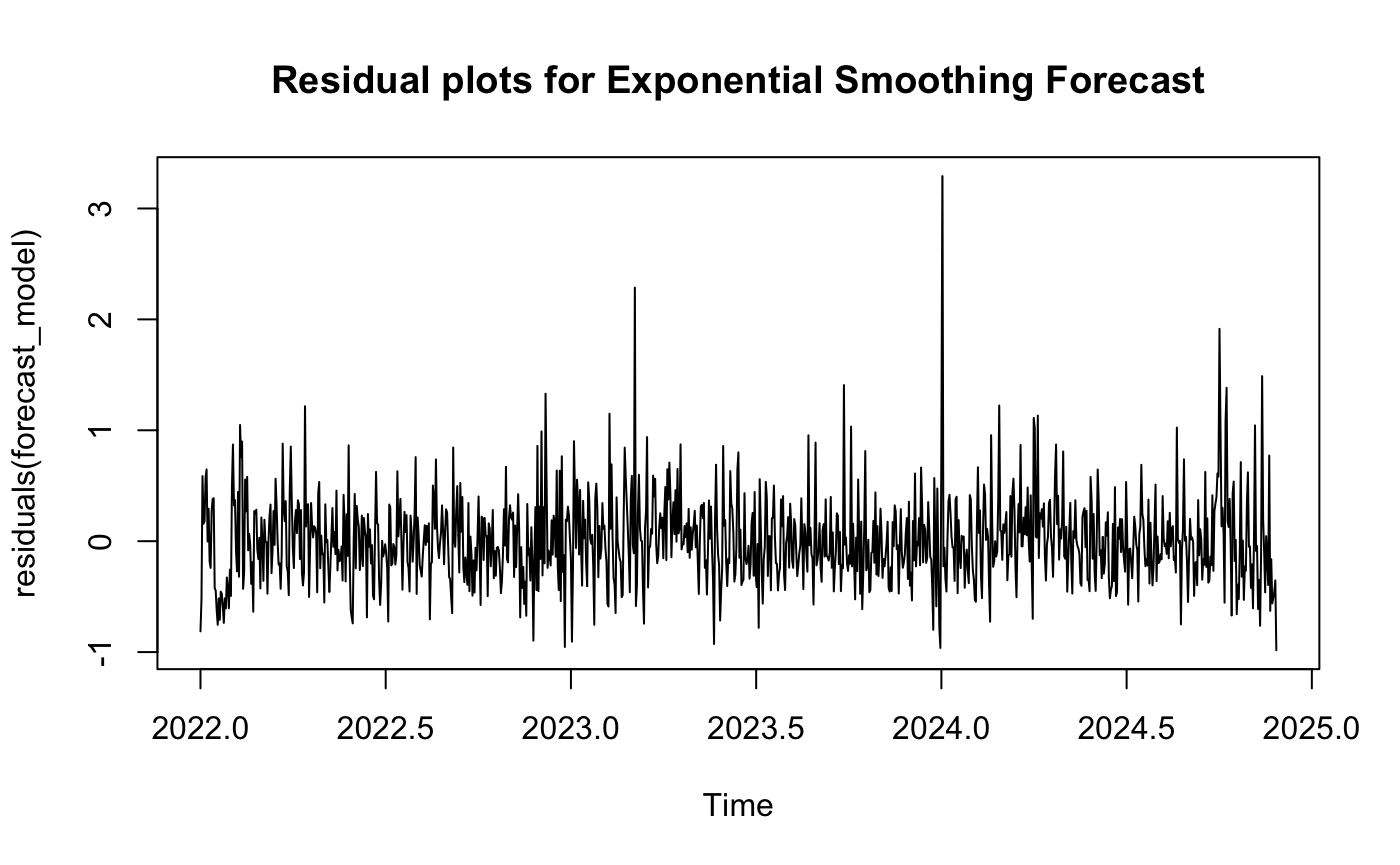 Residual plots for Exponential Smoothing Forecast
residuals(forecast_model)
3
2
1
0
-1
2022.0 2022.5 2023.0 2023.5 2024.0 2024.5 2025.0
Time